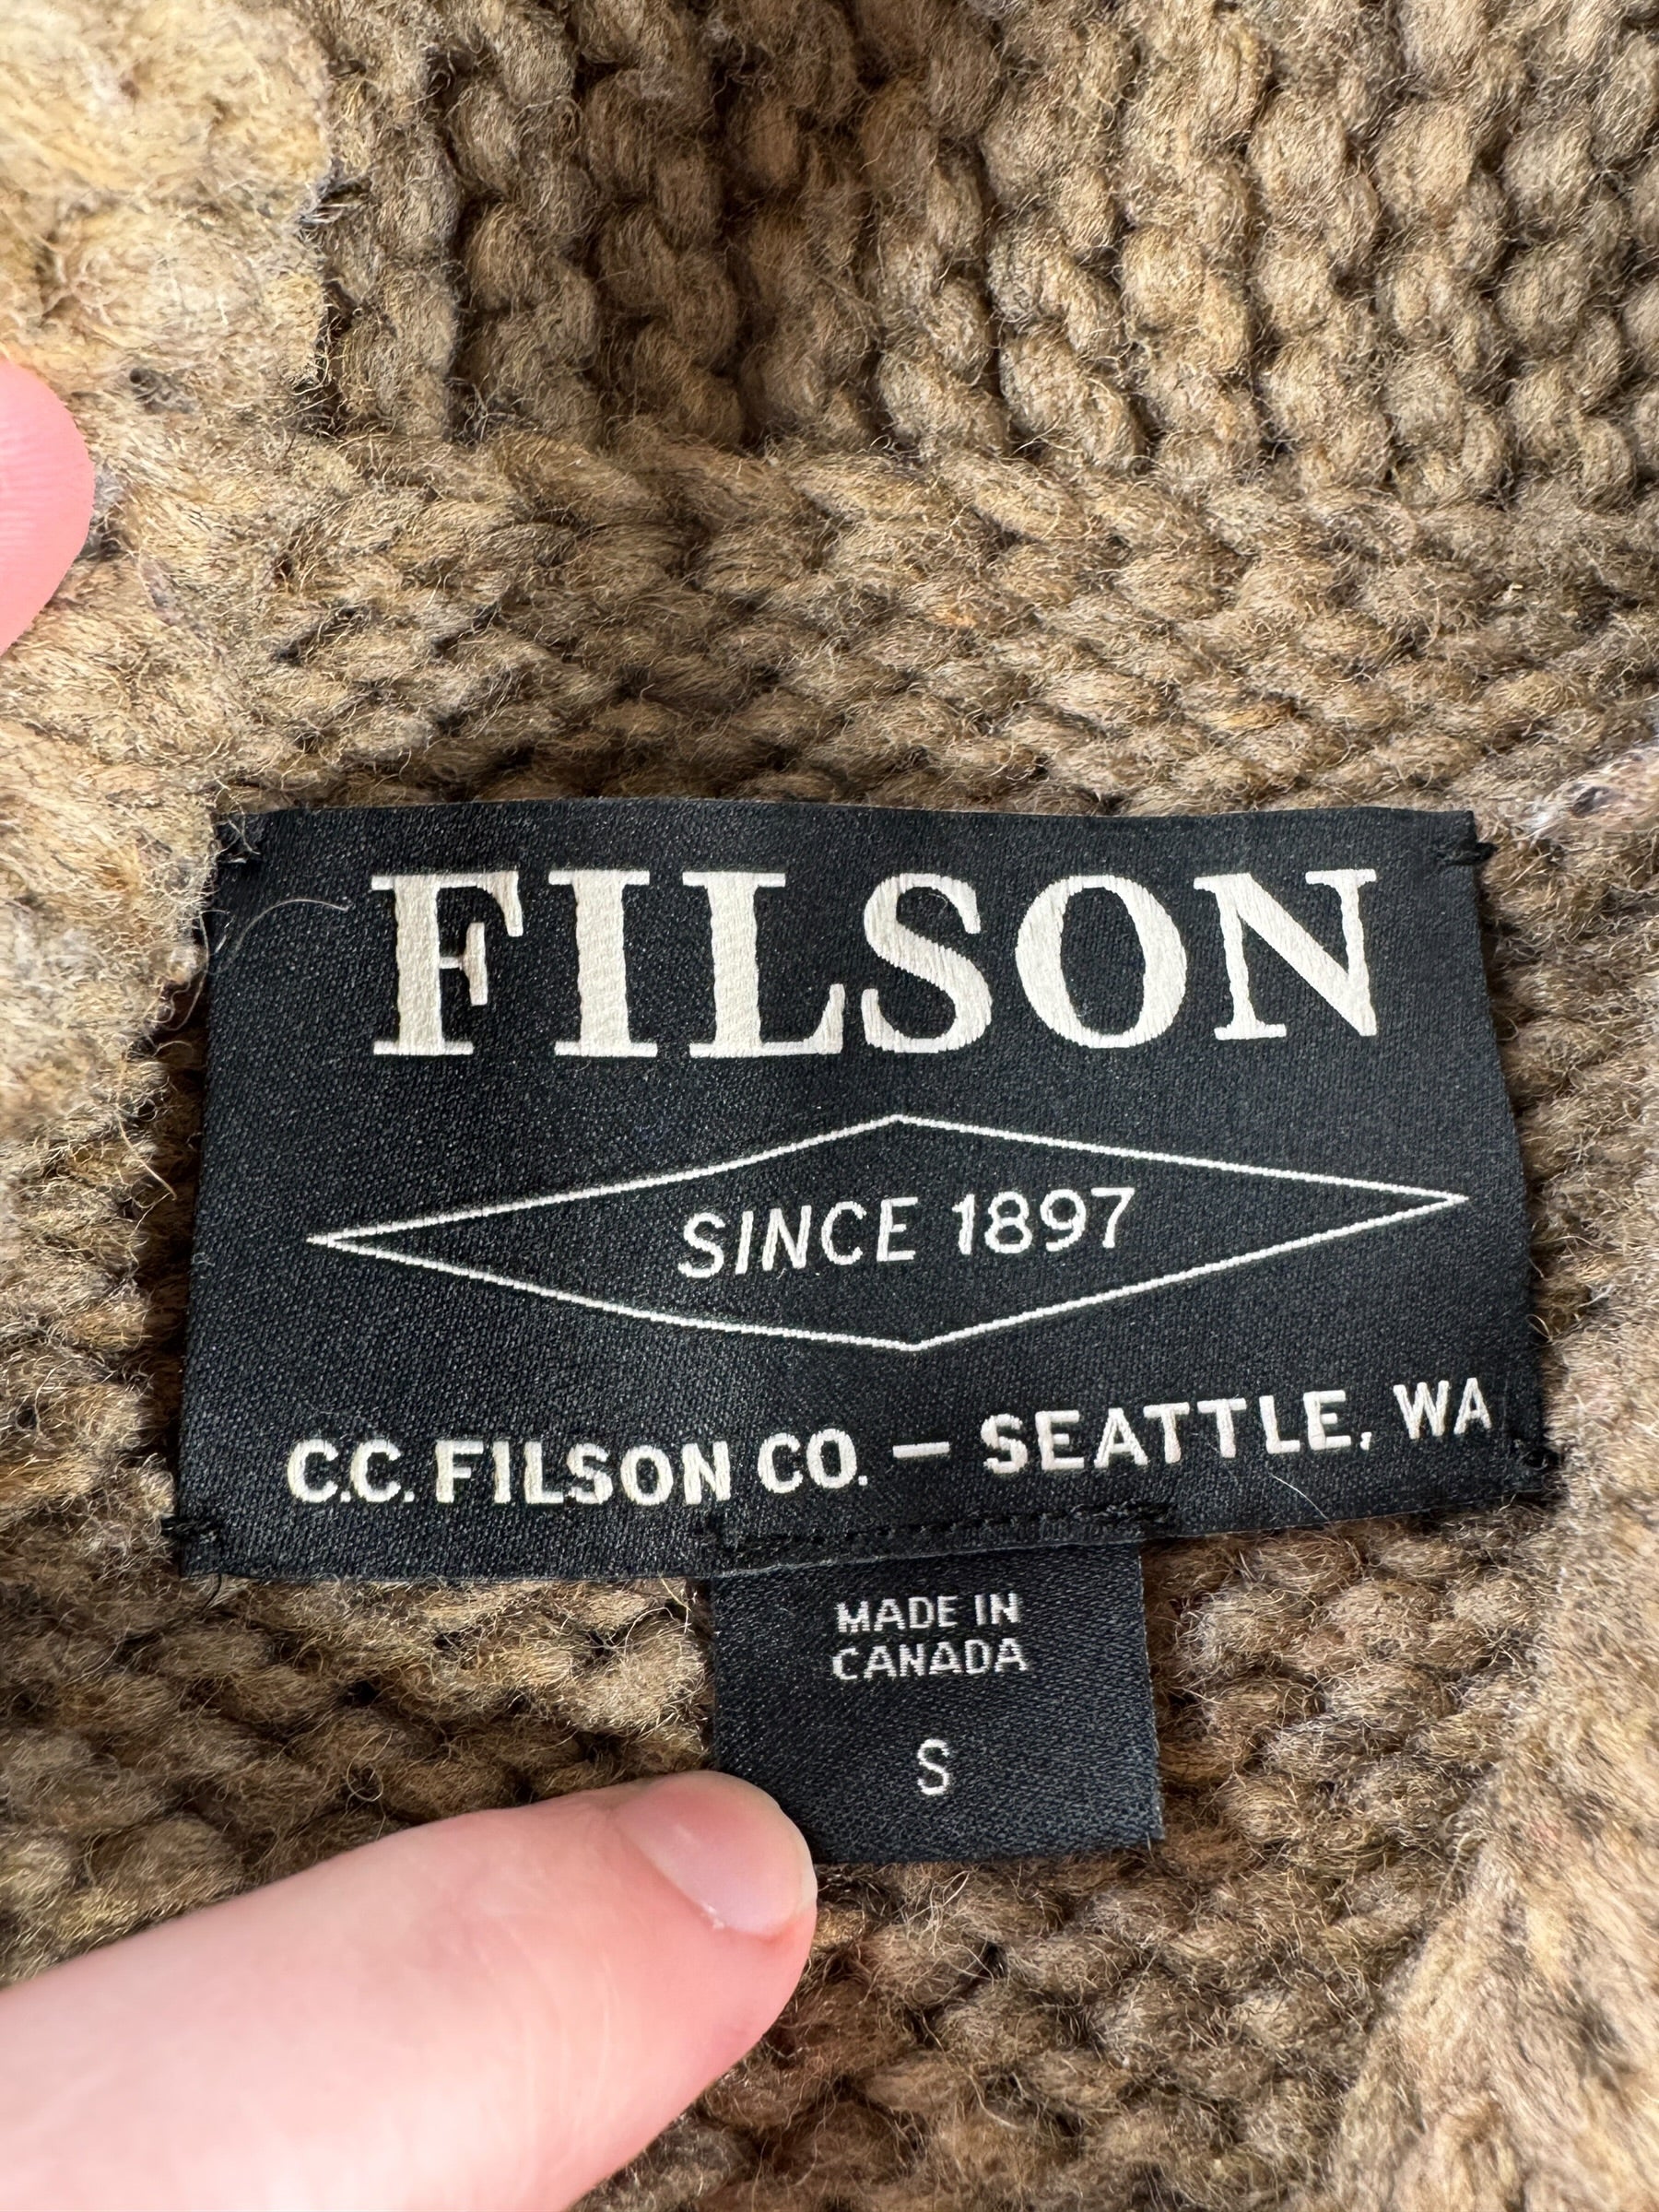 FILSON
SINCE 1897
C.C. FILSON CO. — SEATTLE, WA
MADE IN
CANADA
S